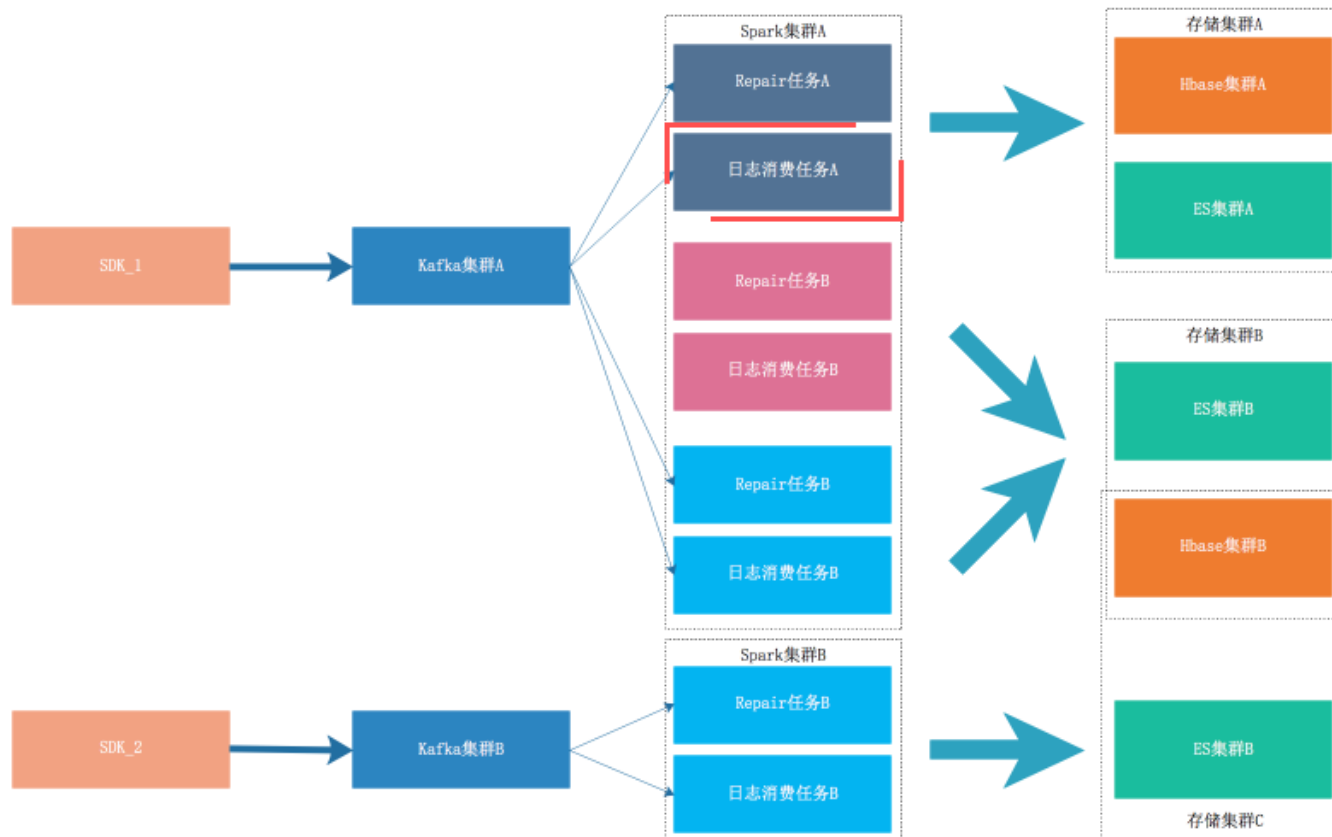 Spark集群A
存储集群A
Repair任务A
Hbase集群A
日志消费任务A
ES集群A
SDK_1
Kafka集群A
Repair任务B
存储集群B
日志消费任务B
ES集群B
Repair任务B
Hbase集群B
日志消费任务B
Spark集群B
Repair任务B
SDK_2
Kafka集群B
ES集群B
日志消费任务B
存储集群C